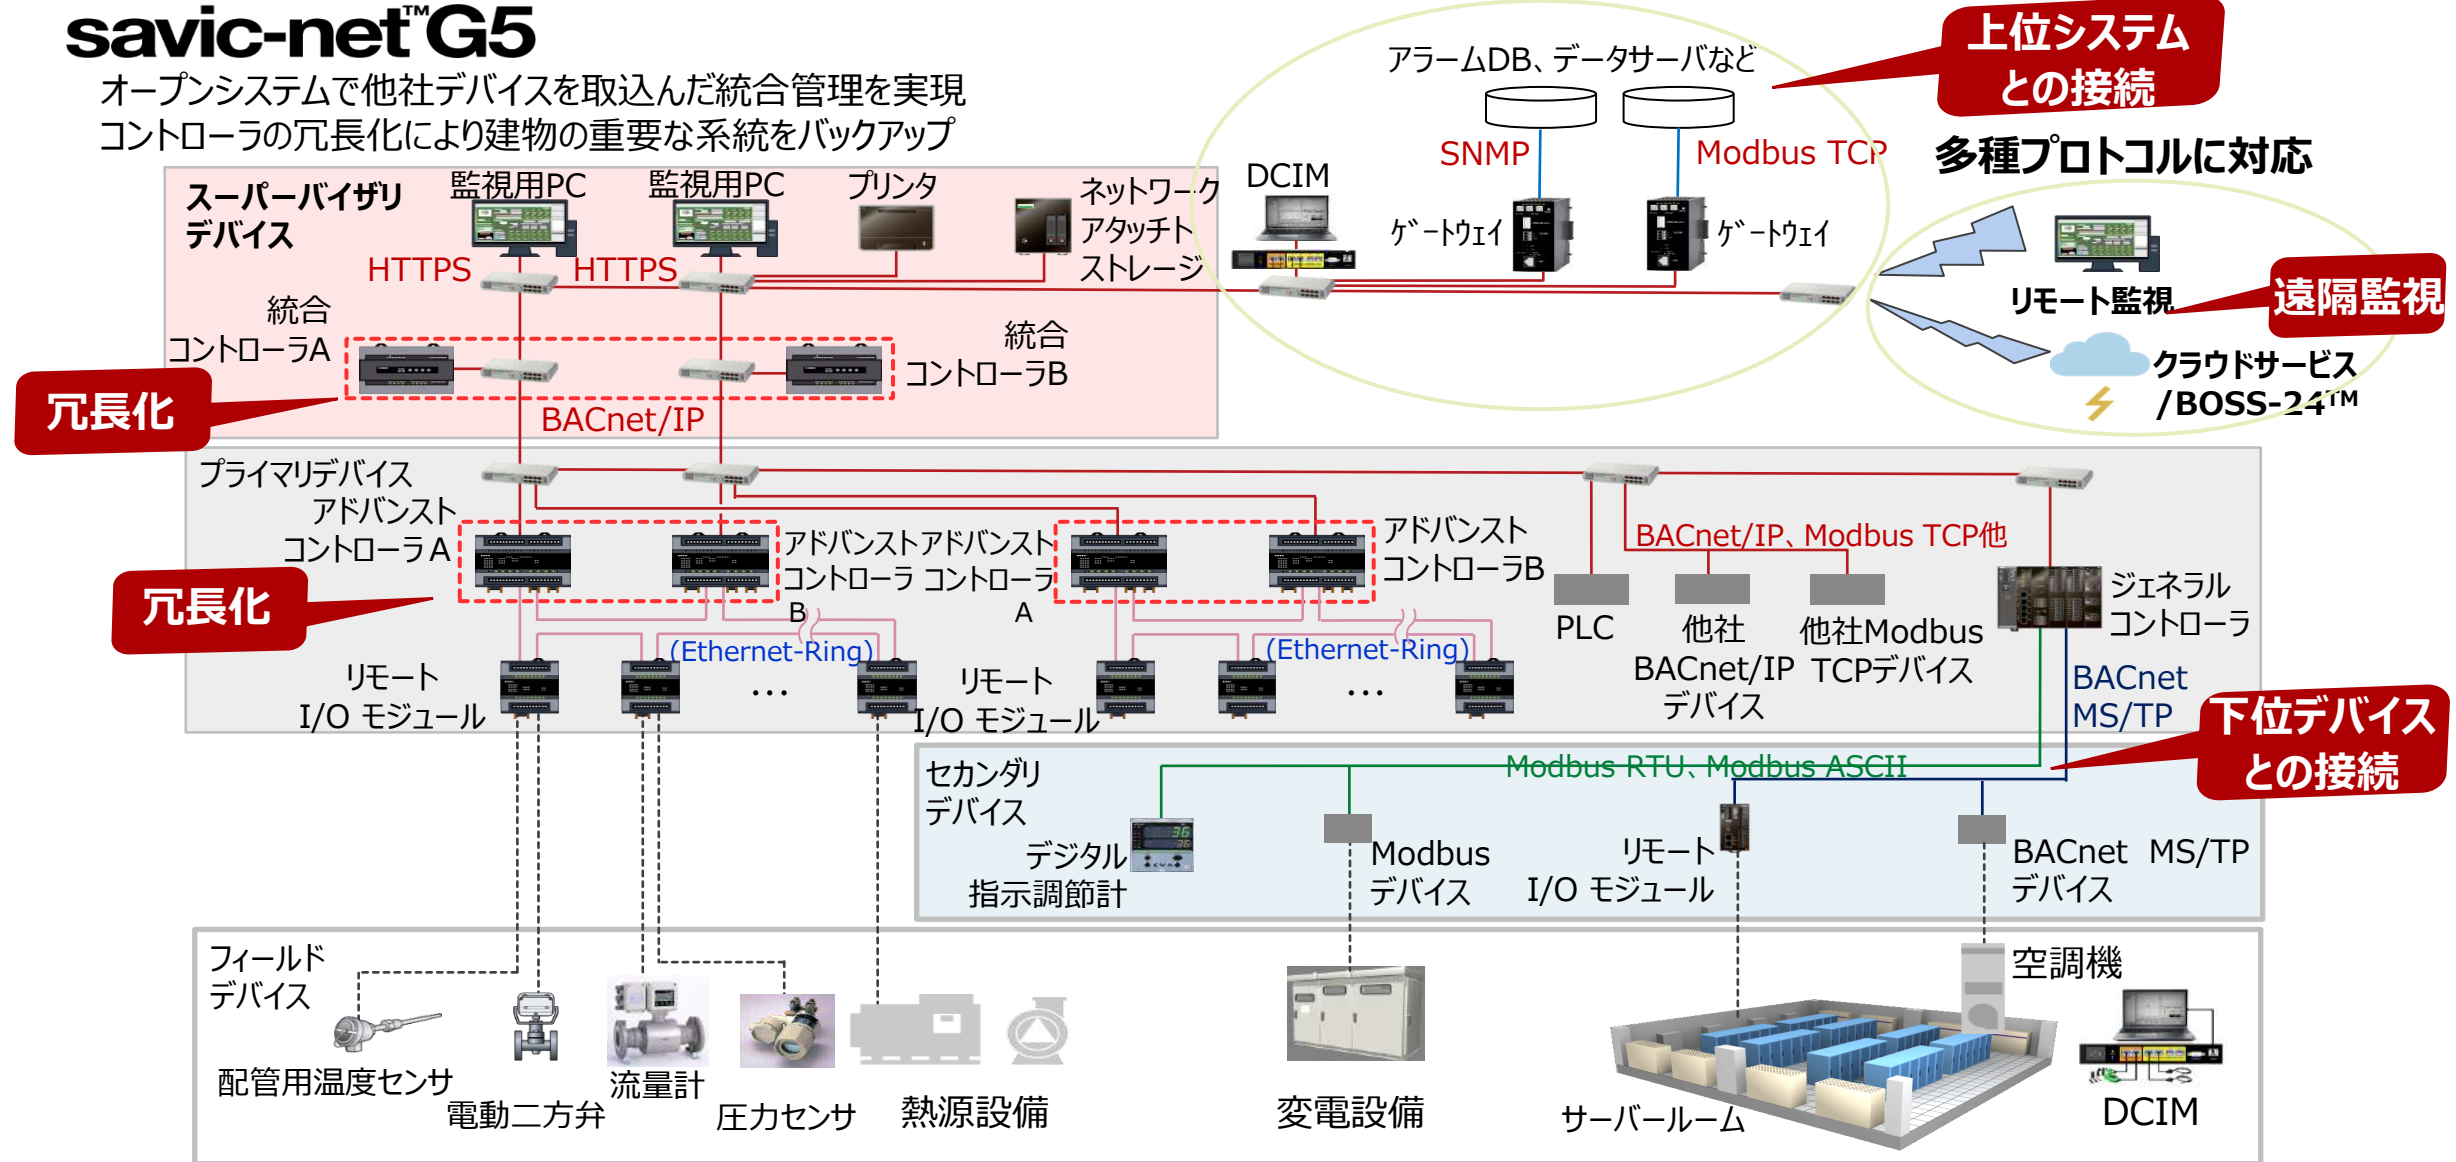 savic-net™G5
オープンシステムで他社デバイスを取込んだ統合管理を実現
コントローラの冗長化により建物の重要な系統をバックアップ
上位システム
との接続
アラームDB、データサーバなど
SNMP
Modbus TCP
多種プロトコルに対応
スーパーバイザリ
デバイス
監視用PC
監視用PC
プリンタ
ネットワーク
アタッチト
ストレージ
DCIM
ｹﾞｰﾄｳｪｲ
ｹﾞｰﾄｳｪｲ
HTTPS
HTTPS
リモート監視
遠隔監視
クラウドサービス
/BOSS-24™
統合
コントローラA
統合
コントローラB
冗長化
BACnet/IP
プライマリデバイス
アドバンスト
コントローラA
アドバンスト
コントローラ
B
アドバンスト
コントローラ
A
アドバンスト
コントローラB
BACnet/IP、Modbus TCP他
冗長化
PLC
他社
BACnet/IP
デバイス
他社Modbus
TCPデバイス
ジェネラル
コントローラ
(Ethernet-Ring)
(Ethernet-Ring)
リモート
I/O モジュール
…
リモート
I/O モジュール
…
BACnet
MS/TP
下位デバイス
との接続
セカンダリ
デバイス
Modbus RTU、Modbus ASCII
デジタル
指示調節計
Modbus
デバイス
リモート
I/O モジュール
BACnet MS/TP
デバイス
フィールド
デバイス
配管用温度センサ
電動二方弁
流量計
圧力センサ
熱源設備
変電設備
サーバールーム
空調機
DCIM